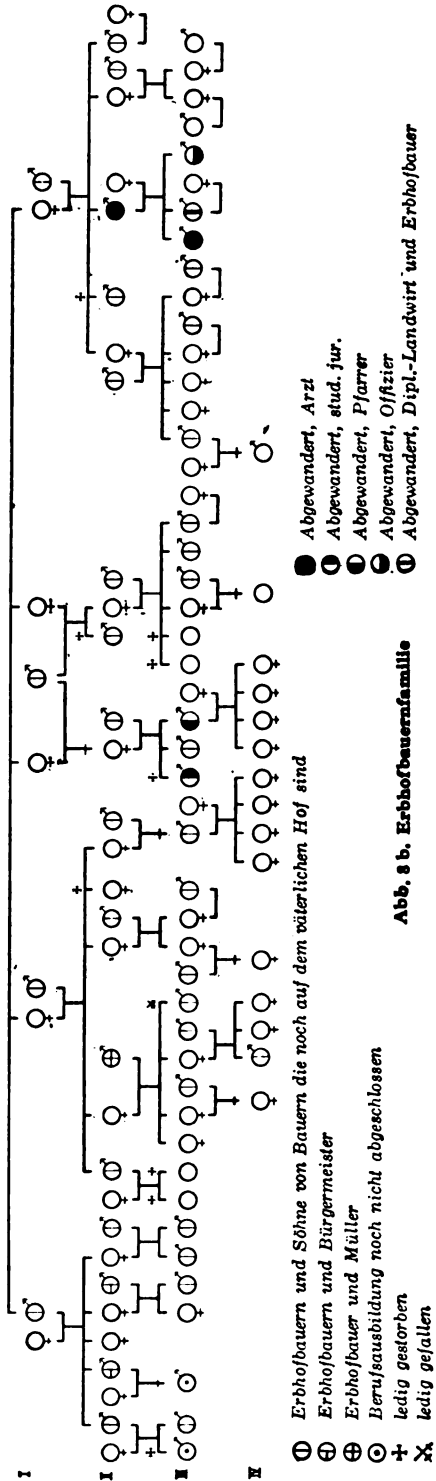 I
II
III
IV
Erbhofbauern und Söhne von Bauern die noch auf dem väterlichen Hof sind
Erbhofbauern und Bürgermeister
Erbhofbauer und Müller
Berufsausbildung noch nicht abgeschlossen
ledig gestorben
ledig gefallen
Abgewandert, Arzt
Abgewandert, stud. jur.
Abgewandert, Pfarrer
Abgewandert, Offizier
Abgewandert, Dipl.-Landwirt und Erbhofbauer
Abb. 8 b. Erbhofbauernfamilie